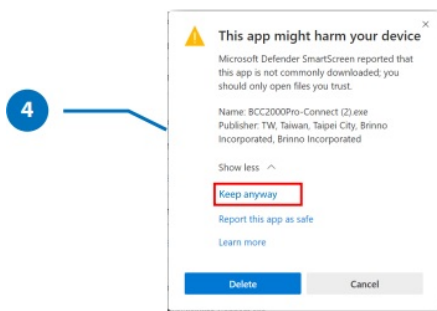 4
This app might harm your device
Microsoft Defender SmartScreen reported that
this app is not commonly downloaded; you
should only open files you trust.
Name: BCC2000Pro-Connect (2).exe
Publisher: TW, Taiwan, Taipei City, Brinno
Incorporated, Brinno Incorporated
Show less
Keep anyway
Report this app as safe
Learn more
Delete
Cancel